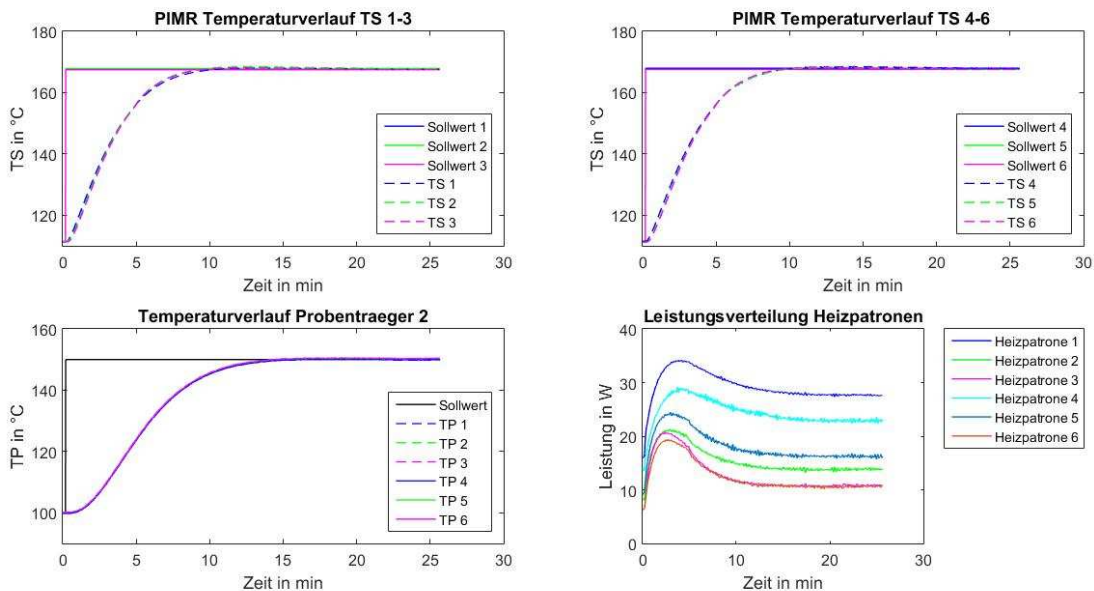 PIMR Temperaturverlauf TS 1-3
180
160
140
120
TS in °C
0 5 10 15 20 25 30
Zeit in min
Sollwert 1
Sollwert 2
Sollwert 3
TS 1
TS 2
TS 3
PIMR Temperaturverlauf TS 4-6
180
160
140
120
TS in °C
0 5 10 15 20 25 30
Zeit in min
Sollwert 4
Sollwert 5
Sollwert 6
TS 4
TS 5
TS 6
Temperaturverlauf Probentraeger 2
160
140
120
100
TP in °C
0 5 10 15 20 25 30
Zeit in min
Sollwert
TP 1
TP 2
TP 3
TP 4
TP 5
TP 6
Leistungsverteilung Heizpatronen
40
30
20
10
0
Leistung in W
0 10 20 30
Zeit in min
Heizpatrone 1
Heizpatrone 2
Heizpatrone 3
Heizpatrone 4
Heizpatrone 5
Heizpatrone 6